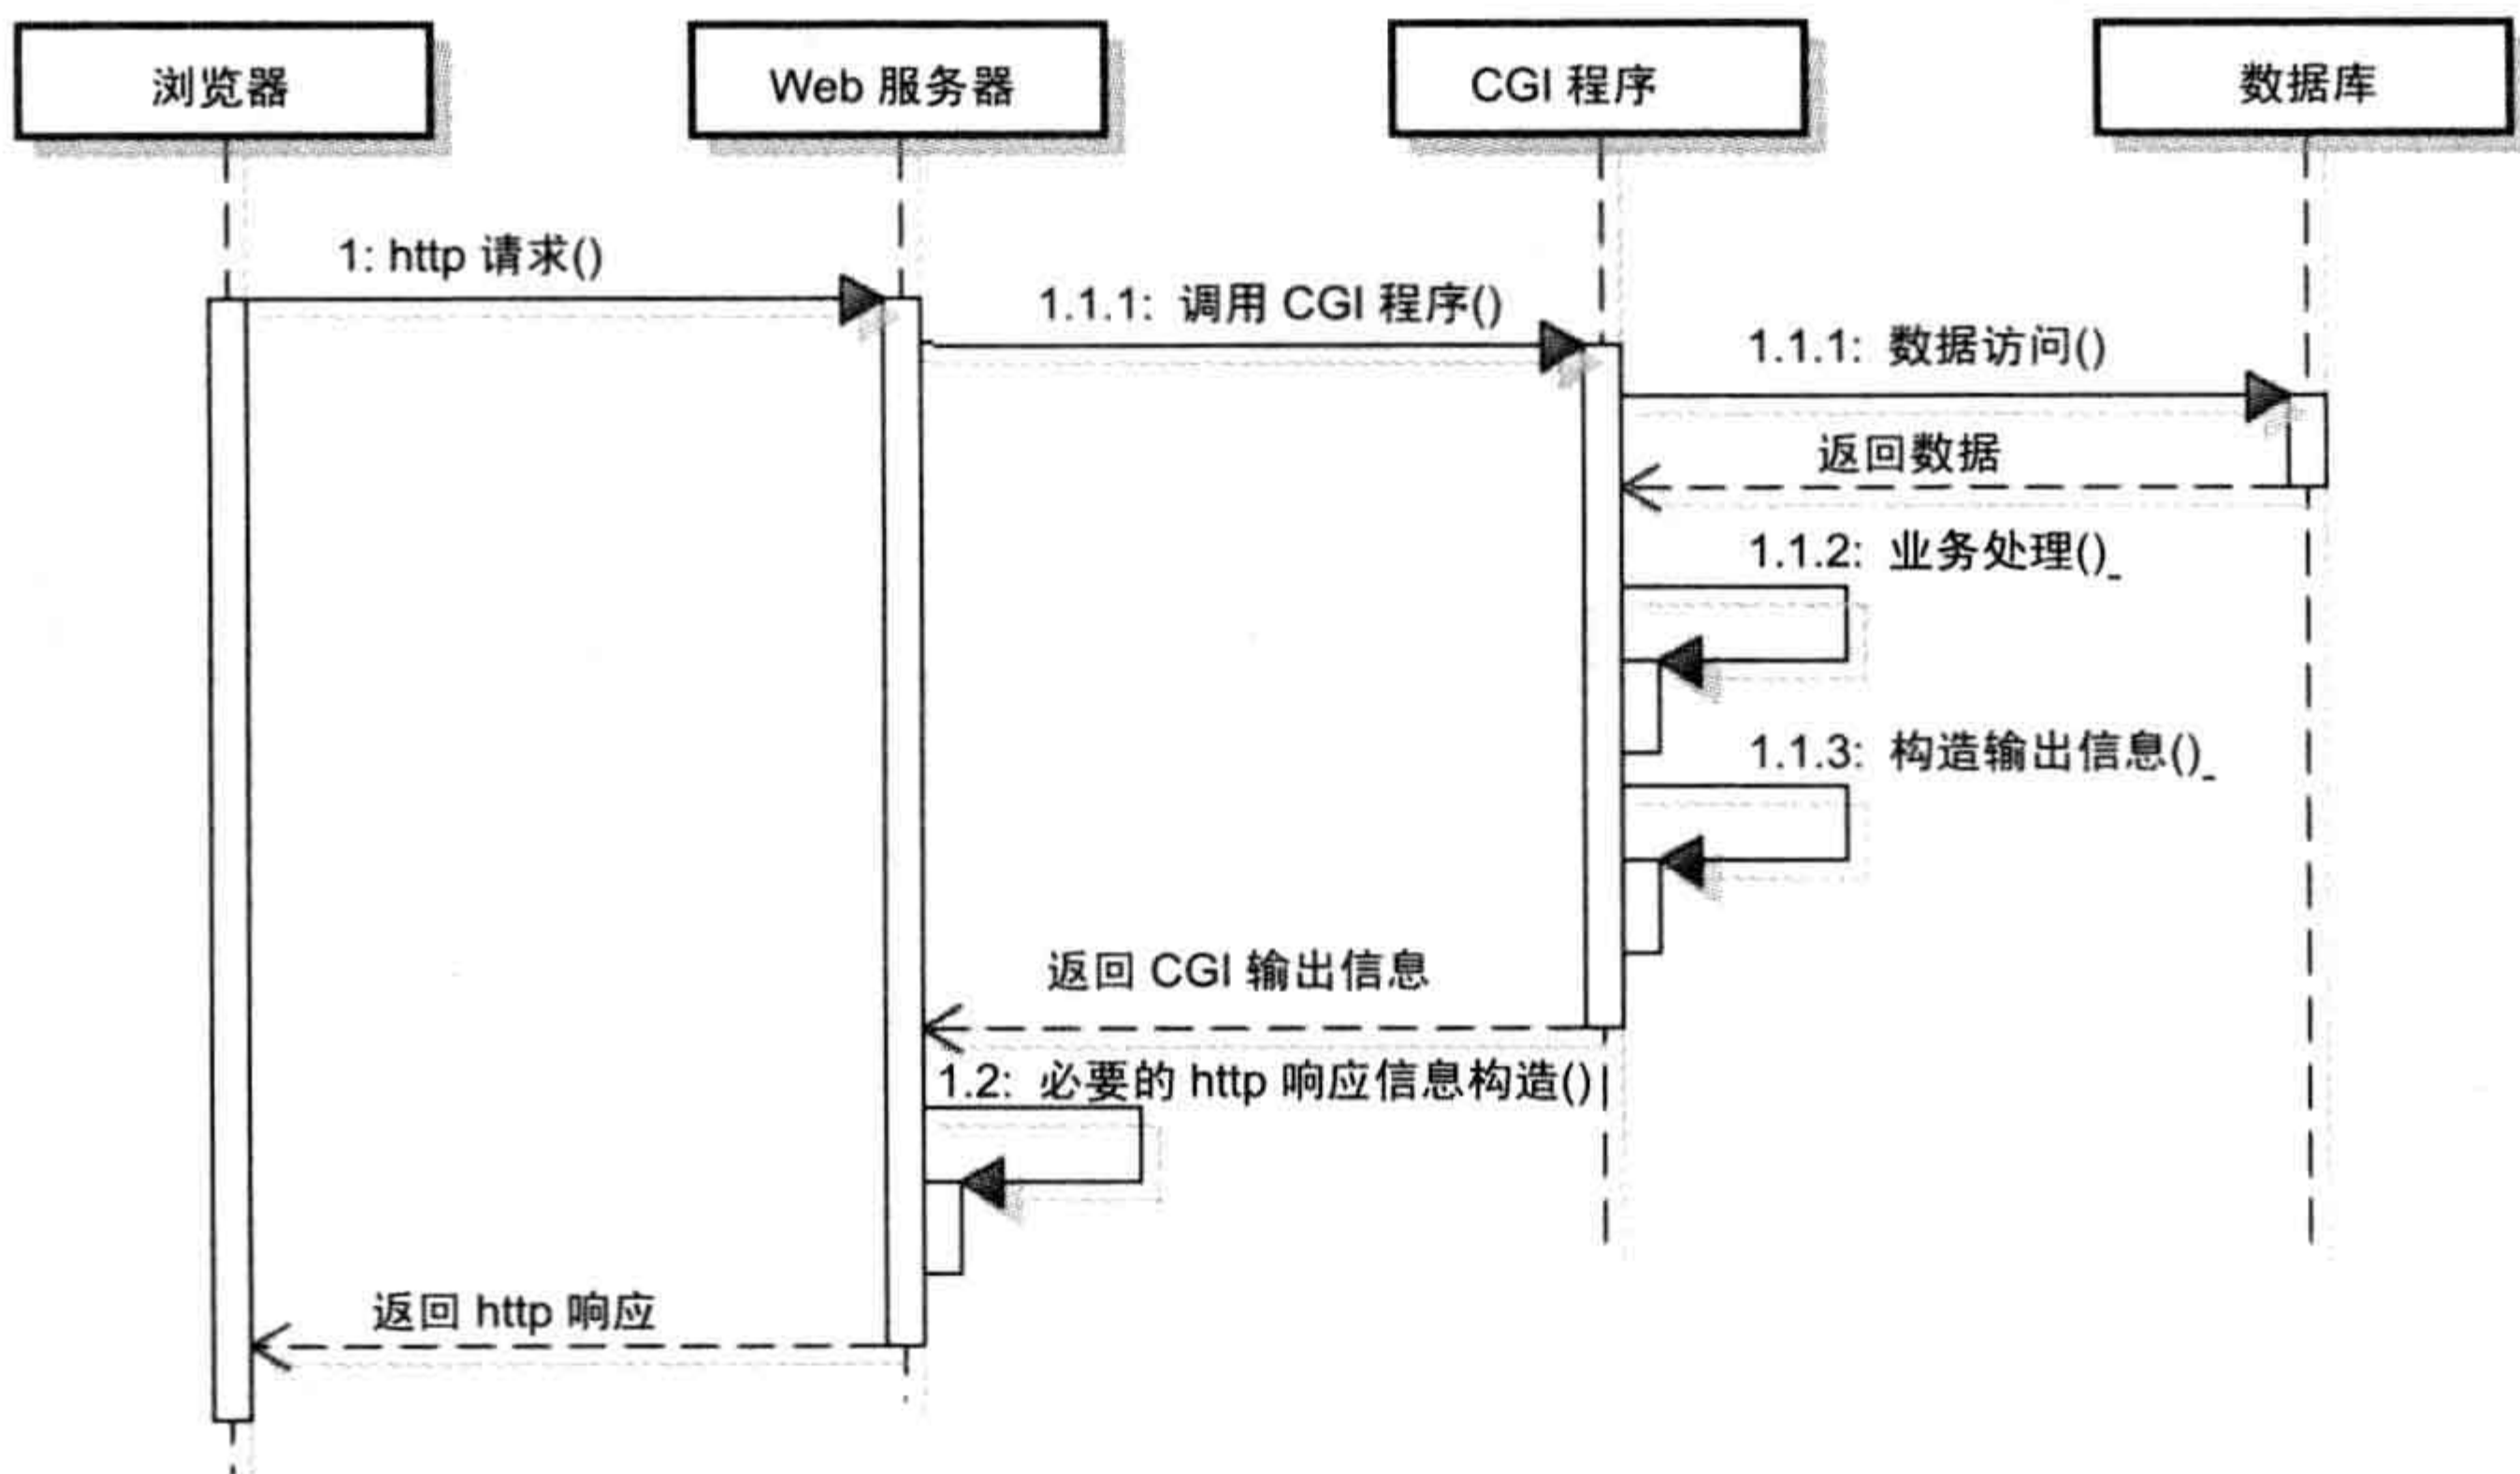 浏览器
Web 服务器
CGI 程序
数据库
1: http 请求()
1.1.1: 调用 CGI 程序()
1.1.1: 数据访问()
返回数据
1.1.2: 业务处理()
1.1.3: 构造输出信息()
返回 CGI 输出信息
1.2: 必要的 http 响应信息构造()
返回 http 响应